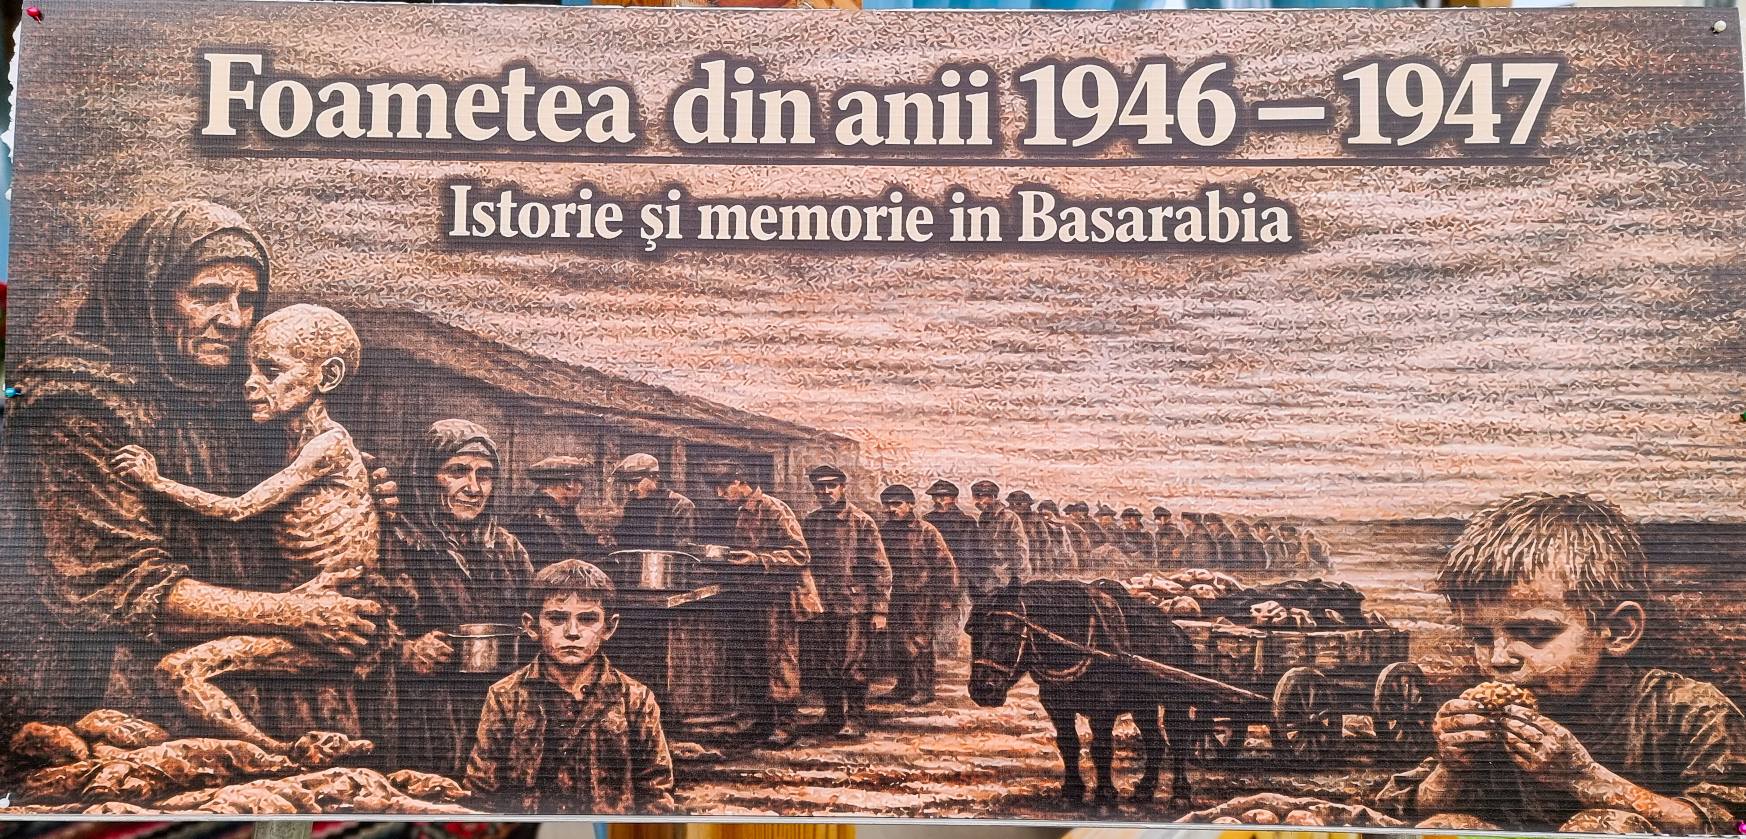 Foametea din anii 1946 – 1947
Istorie şi memorie in Basarabia